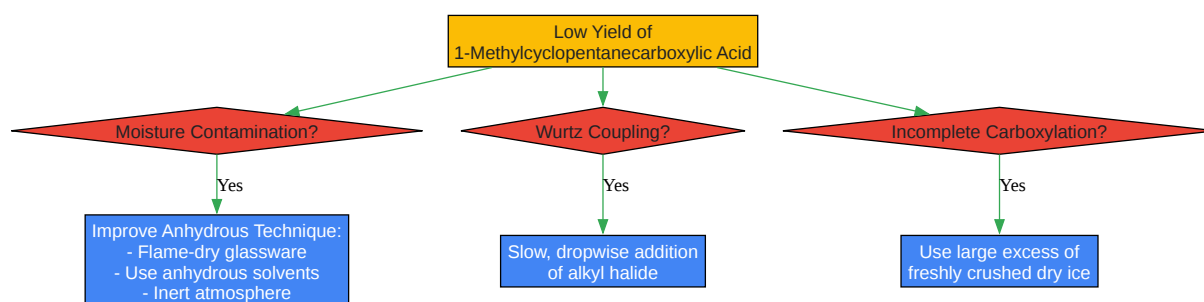 Low Yield of
1-Methylcyclopentanecarboxylic Acid
Moisture Contamination?
Wurtz Coupling?
Incomplete Carboxylation?
Yes
Yes
Yes
Improve Anhydrous Technique:
- Flame-dry glassware
- Use anhydrous solvents
- Inert atmosphere
Slow, dropwise addition
of alkyl halide
Use large excess of
freshly crushed dry ice